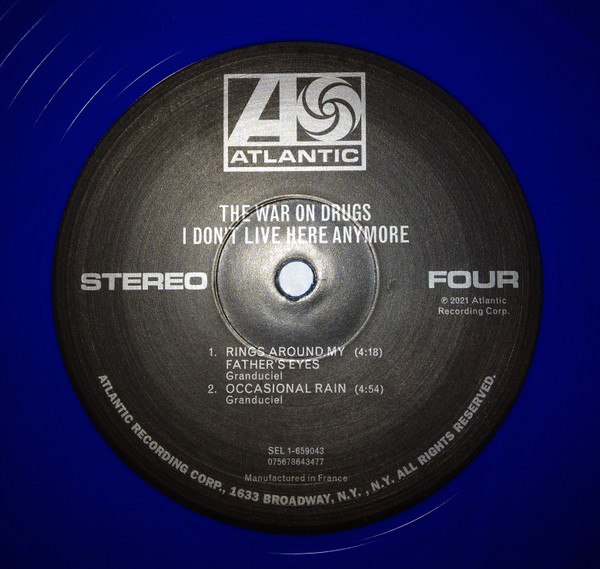 ATLANTIC
THE WAR ON DRUGS
I DON'T LIVE HERE ANYMORE
STEREO
FOUR
℗ 2021 Atlantic
Recording Corp.
1. RINGS AROUND MY (4:18)
FATHER'S EYES
Granduciel
2. OCCASIONAL RAIN (4:54)
Granduciel
SEL 1-659043
075678643477
Manufactured in France
ATLANTIC RECORDING CORP., 1633 BROADWAY, N.Y. , N.Y. ALL RIGHTS RESERVED.